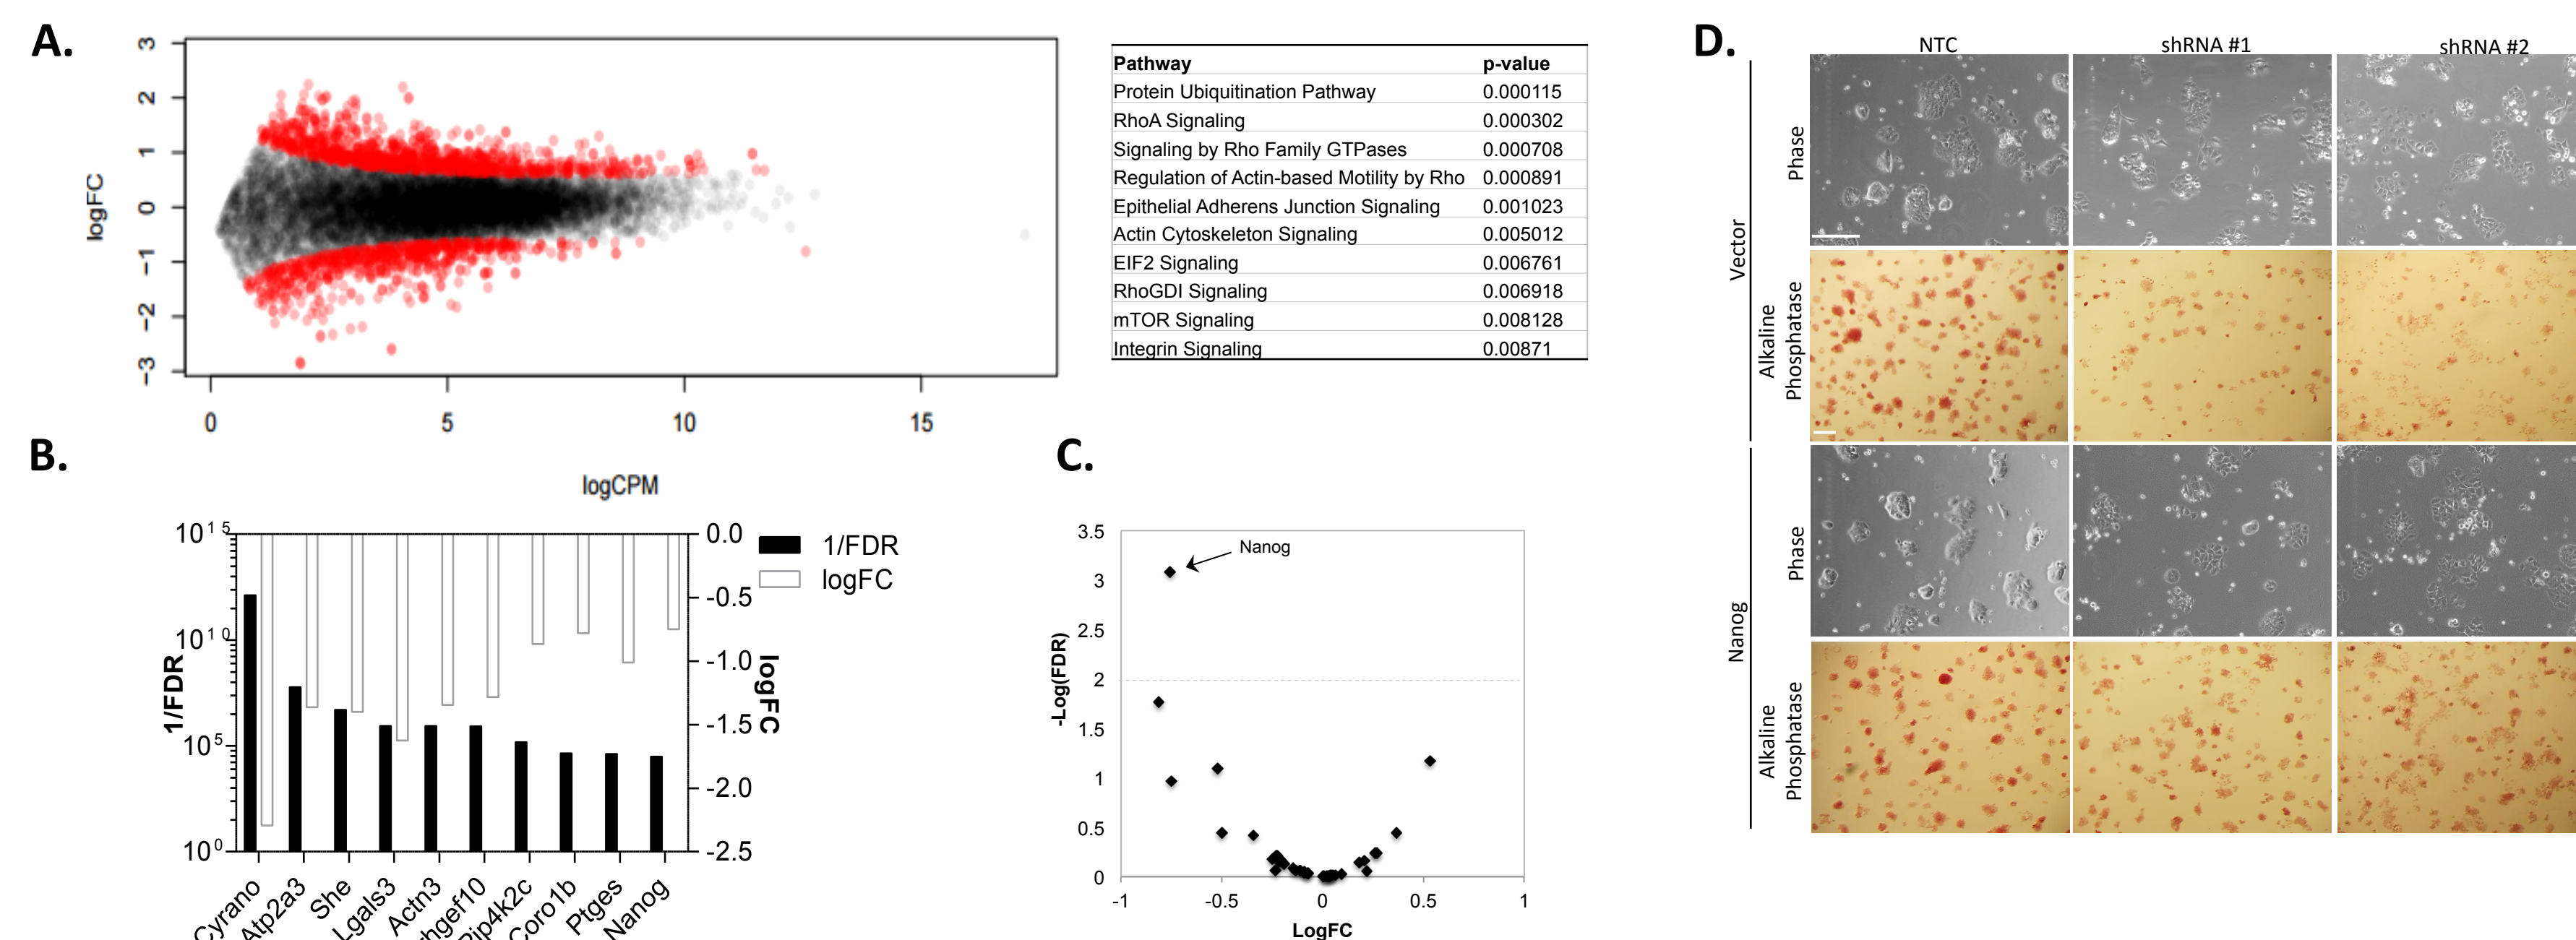 A.
3
2
1
0
−1
−2
−3
logFC
0
5
10
15
logCPM
Pathway p-value
Protein Ubiquitination Pathway 0.000115
RhoA Signaling 0.000302
Signaling by Rho Family GTPases 0.000708
Regulation of Actin-based Motility by Rho 0.000891
Epithelial Adherens Junction Signaling 0.001023
Actin Cytoskeleton Signaling 0.005012
EIF2 Signaling 0.006761
RhoGDI Signaling 0.006918
mTOR Signaling 0.008128
Integrin Signaling 0.00871
B.
10^15
10^10
10^5
10^0
1/FDR
0.0
-0.5
-1.0
-1.5
-2.0
-2.5
logFC
1/FDR
logFC
Cyrano
Atp2a3
She
Lgals3
Actn3
hgef10
Pip4k2c
Coro1b
Ptges
Nanog
C.
3.5
3
2.5
2
1.5
1
0.5
0
-Log(FDR)
Nanog
-1
-0.5
0
0.5
1
LogFC
D.
NTC
shRNA #1
shRNA #2
Vector
Phase
Alkaline
Phosphatase
Nanog
Phase
Alkaline
Phosphatase